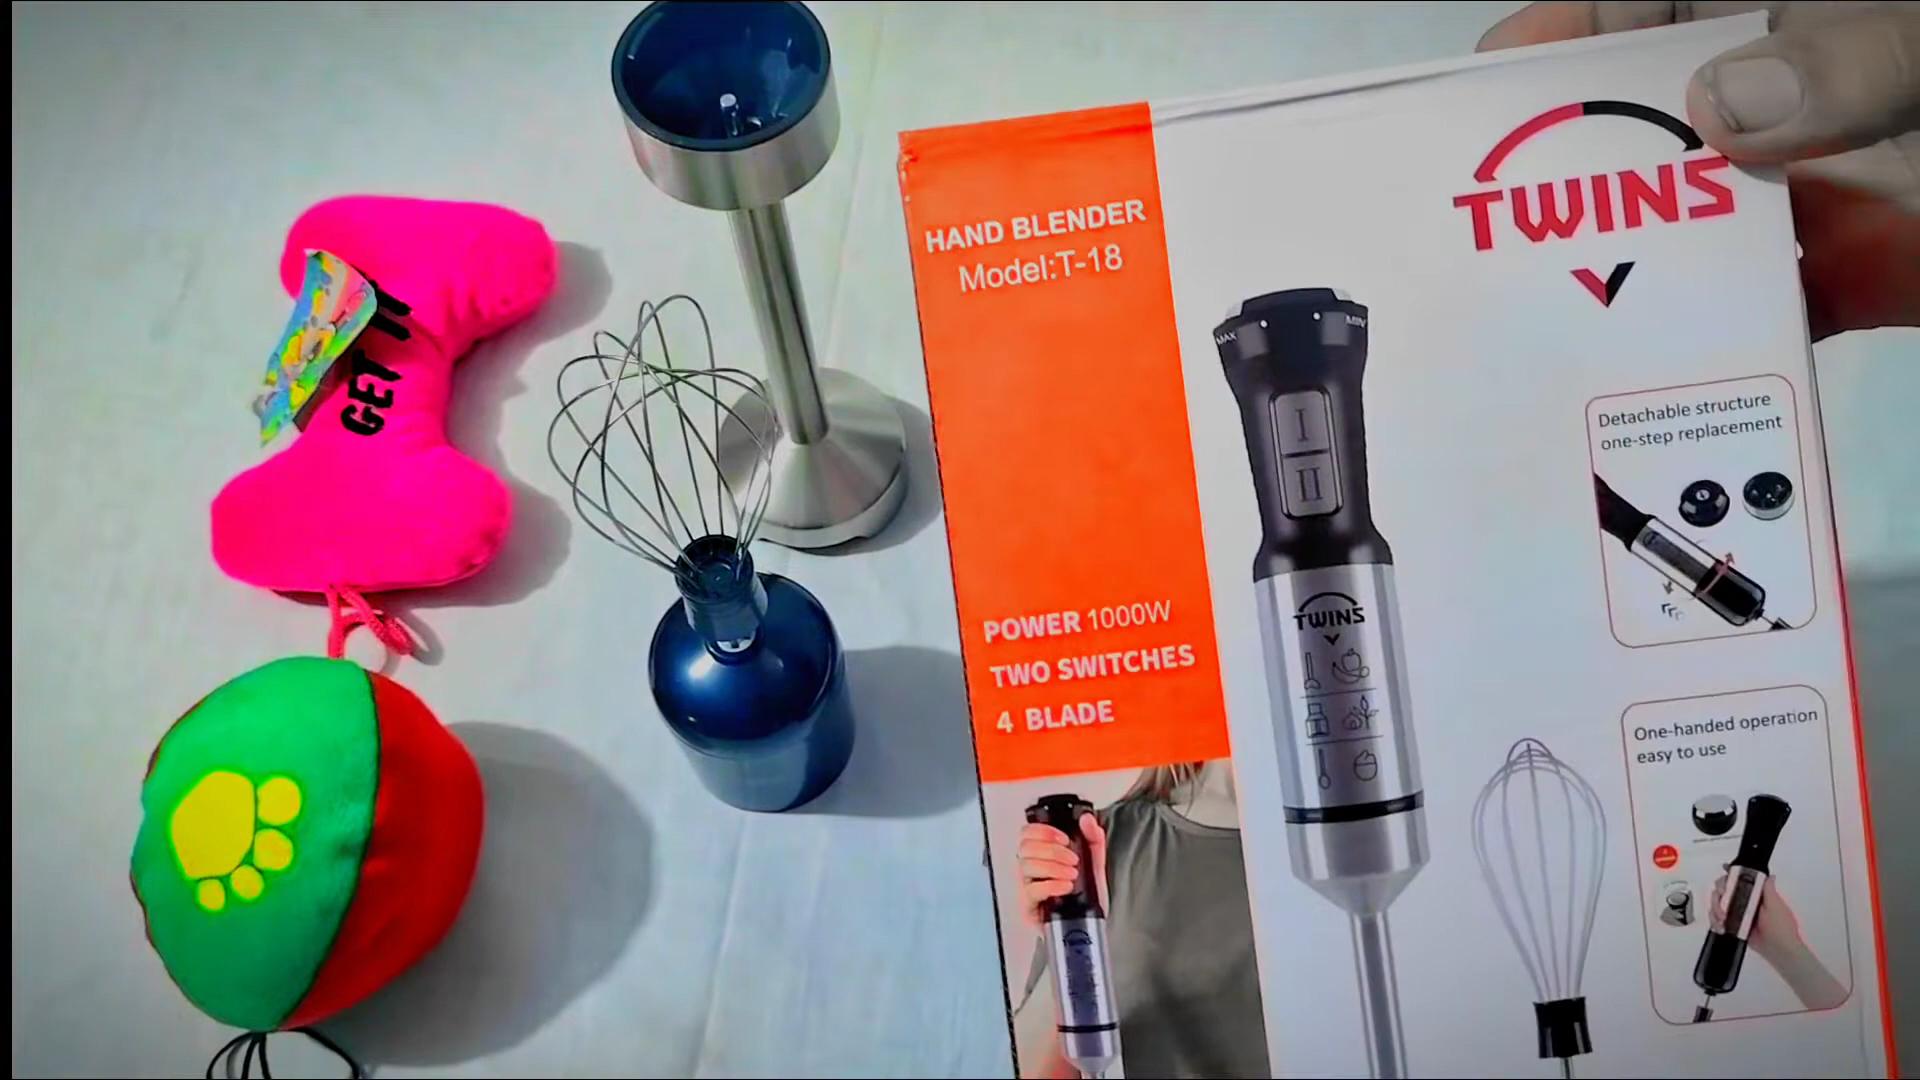 GET IT
HAND BLENDER
Model:T-18
TWINS
MAX
MIN
I
II
TWINS
POWER 1000W
TWO SWITCHES
4 BLADE
Detachable structure
one-step replacement
One-handed operation
easy to use
TWINS